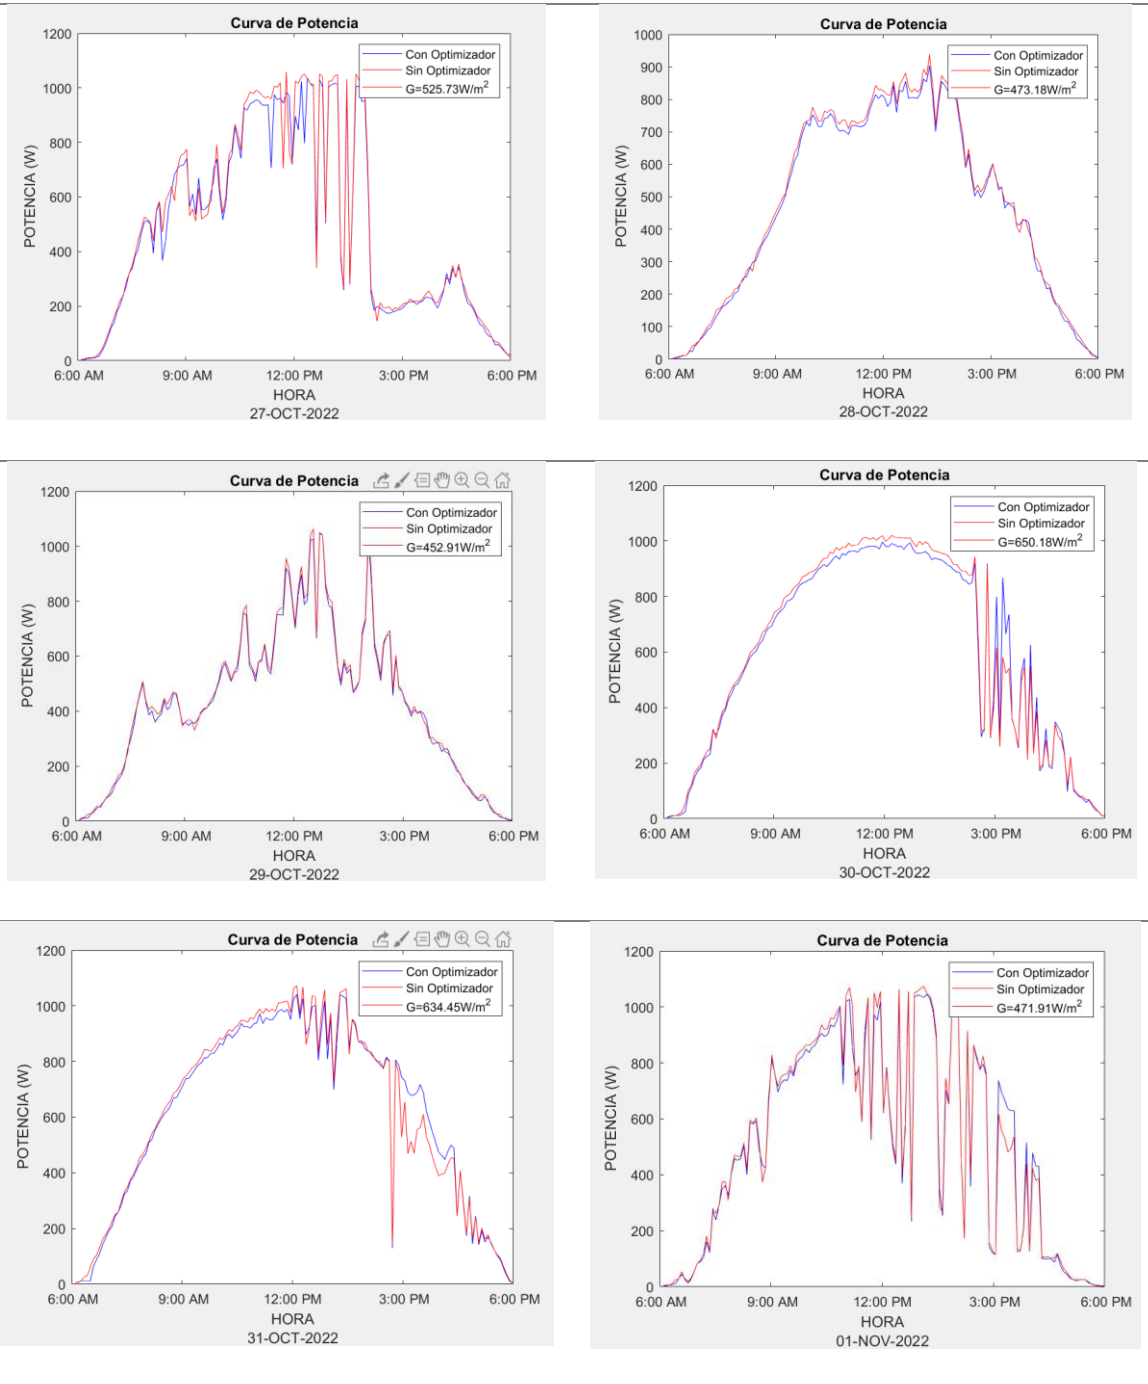 Curva de Potencia
1200
1000
800
600
400
200
0
POTENCIA (W)
Con Optimizador
Sin Optimizador
G=525.73W/m²
6:00 AM 9:00 AM 12:00 PM 3:00 PM 6:00 PM
HORA
27-OCT-2022
Curva de Potencia
1000
900
800
700
600
500
400
300
200
100
0
POTENCIA (W)
Con Optimizador
Sin Optimizador
G=473.18W/m²
6:00 AM 9:00 AM 12:00 PM 3:00 PM 6:00 PM
HORA
28-OCT-2022
Curva de Potencia
1200
1000
800
600
400
200
0
POTENCIA (W)
Con Optimizador
Sin Optimizador
G=452.91W/m²
6:00 AM 9:00 AM 12:00 PM 3:00 PM 6:00 PM
HORA
29-OCT-2022
Curva de Potencia
1200
1000
800
600
400
200
0
POTENCIA (W)
Con Optimizador
Sin Optimizador
G=650.18W/m²
6:00 AM 9:00 AM 12:00 PM 3:00 PM 6:00 PM
HORA
30-OCT-2022
Curva de Potencia
1200
1000
800
600
400
200
0
POTENCIA (W)
Con Optimizador
Sin Optimizador
G=634.45W/m²
6:00 AM 9:00 AM 12:00 PM 3:00 PM 6:00 PM
HORA
31-OCT-2022
Curva de Potencia
1200
1000
800
600
400
200
0
POTENCIA (W)
Con Optimizador
Sin Optimizador
G=471.91W/m²
6:00 AM 9:00 AM 12:00 PM 3:00 PM 6:00 PM
HORA
01-NOV-2022